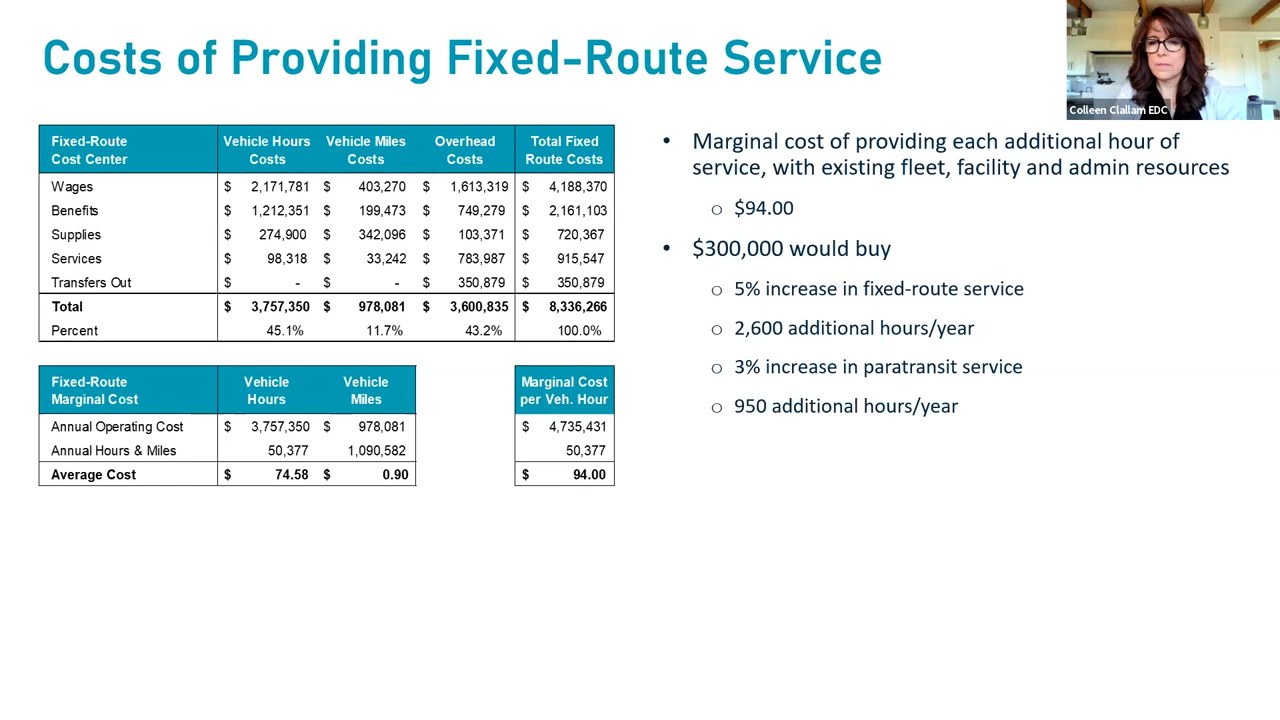 Costs of Providing Fixed-Route Service
Colleen Clallam EDC
Fixed-Route Cost Center Vehicle Hours Costs Vehicle Miles Costs Overhead Costs Total Fixed Route Costs
Wages $ 2,171,781 $ 403,270 $ 1,613,319 $ 4,188,370
Benefits $ 1,212,351 $ 199,473 $ 749,279 $ 2,161,103
Supplies $ 274,900 $ 342,096 $ 103,371 $ 720,367
Services $ 98,318 $ 33,242 $ 783,987 $ 915,547
Transfers Out $ - $ - $ 350,879 $ 350,879
Total $ 3,757,350 $ 978,081 $ 3,600,835 $ 8,336,266
Percent 45.1% 11.7% 43.2% 100.0%
Fixed-Route Marginal Cost Vehicle Hours Vehicle Miles Marginal Cost per Veh. Hour
Annual Operating Cost $ 3,757,350 $ 978,081 $ 4,735,431
Annual Hours & Miles 50,377 1,090,582 50,377
Average Cost $ 74.58 $ 0.90 $ 94.00
• Marginal cost of providing each additional hour of
service, with existing fleet, facility and admin resources
○ $94.00
• $300,000 would buy
○ 5% increase in fixed-route service
○ 2,600 additional hours/year
○ 3% increase in paratransit service
○ 950 additional hours/year